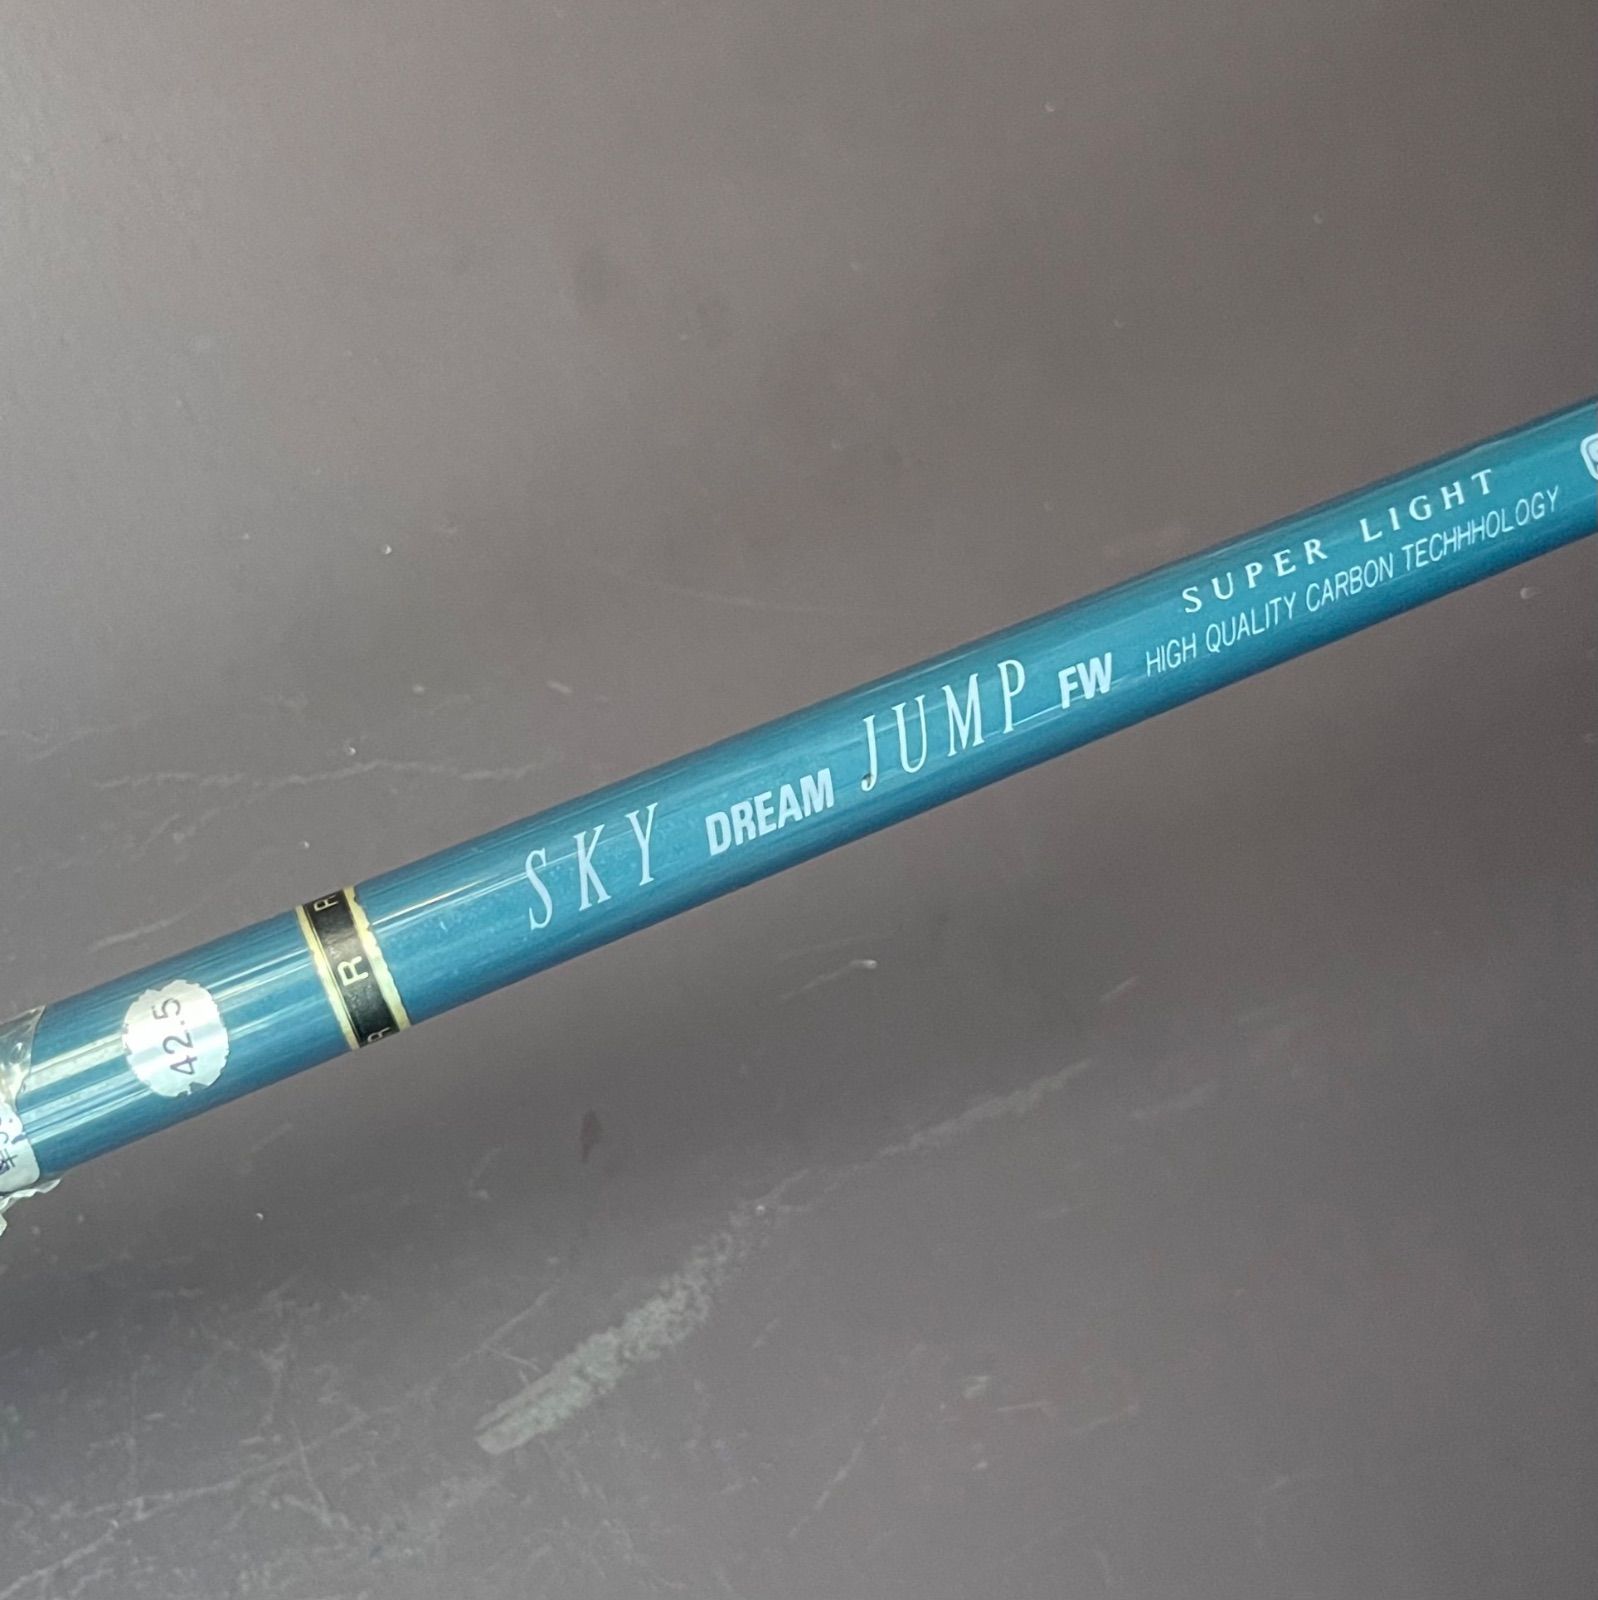 42.5
R R R
SKY DREAM JUMP FW
SUPER LIGHT
HIGH QUALITY CARBON TECHHHOLOGY